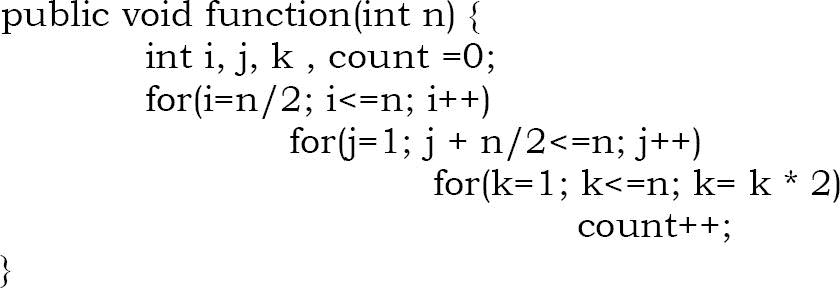 public void function(int n) {
int i, j, k , count =0;
for(i=n/2; i<=n; i++)
for(j=1; j + n/2<=n; j++)
for(k=1; k<=n; k= k * 2)
count++;
}